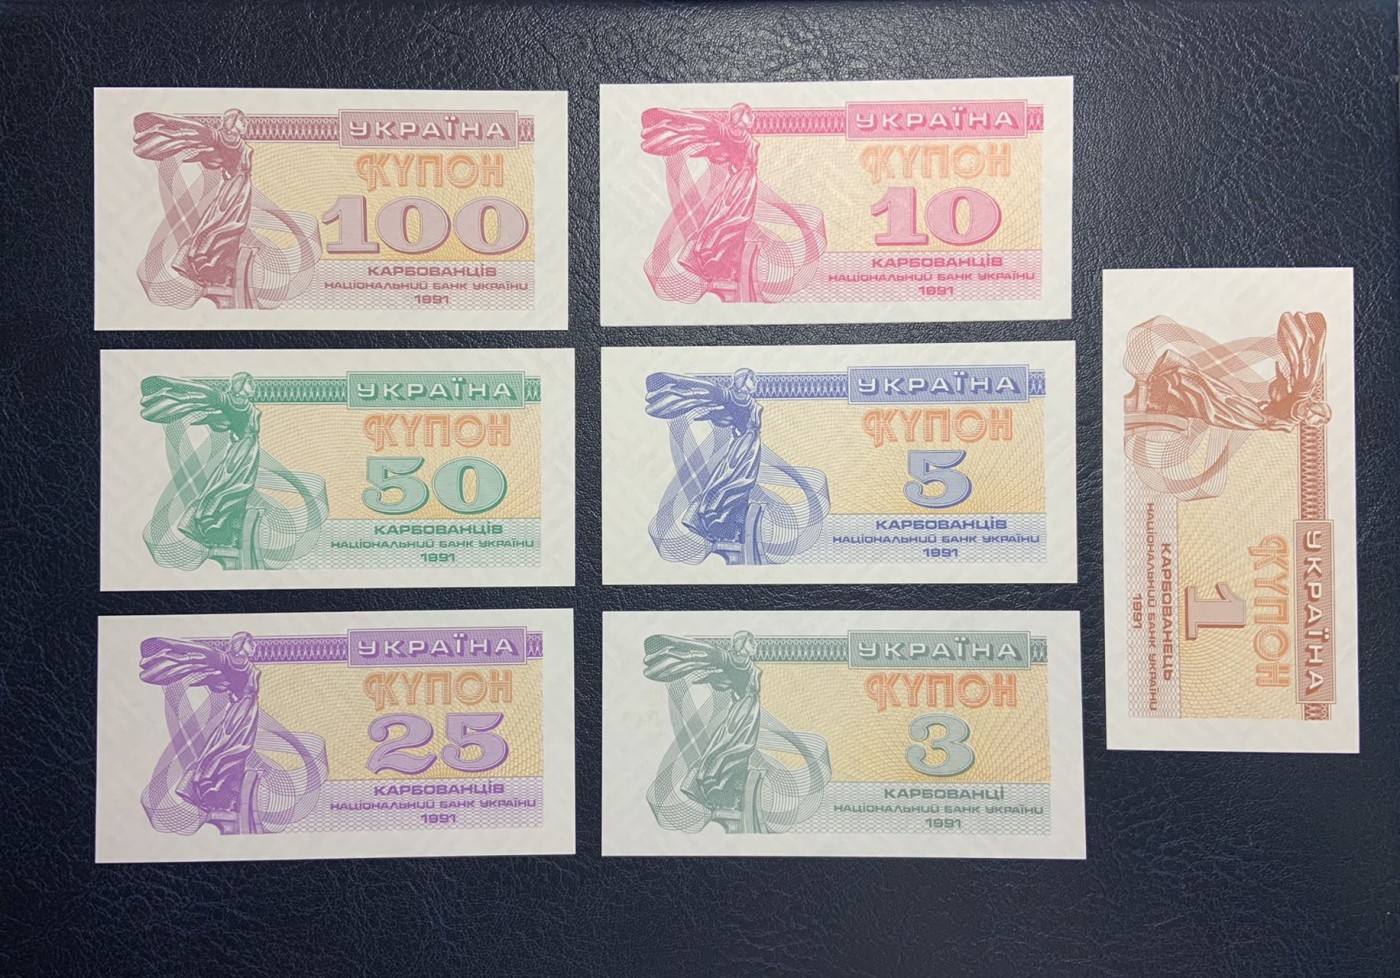 УКРАЇНА
КУПОН
100
КАРБОВАНЦІВ
НАЦІОНАЛЬНИЙ БАНК УКРАЇНИ
1991
УКРАЇНА
КУПОН
10
КАРБОВАНЦІВ
НАЦІОНАЛЬНИЙ БАНК УКРАЇНИ
1991
УКРАЇНА
КУПОН
50
КАРБОВАНЦІВ
НАЦІОНАЛЬНИЙ БАНК УКРАЇНИ
1991
УКРАЇНА
КУПОН
5
КАРБОВАНЦІВ
НАЦІОНАЛЬНИЙ БАНК УКРАЇНИ
1991
УКРАЇНА
КУПОН
25
КАРБОВАНЦІВ
НАЦІОНАЛЬНИЙ БАНК УКРАЇНИ
1991
УКРАЇНА
КУПОН
3
КАРБОВАНЦІ
НАЦІОНАЛЬНИЙ БАНК УКРАЇНИ
1991
УКРАЇНА
КУПОН
1
КАРБОВАНЕЦЬ
НАЦІОНАЛЬНИЙ БАНК УКРАЇНИ
1991